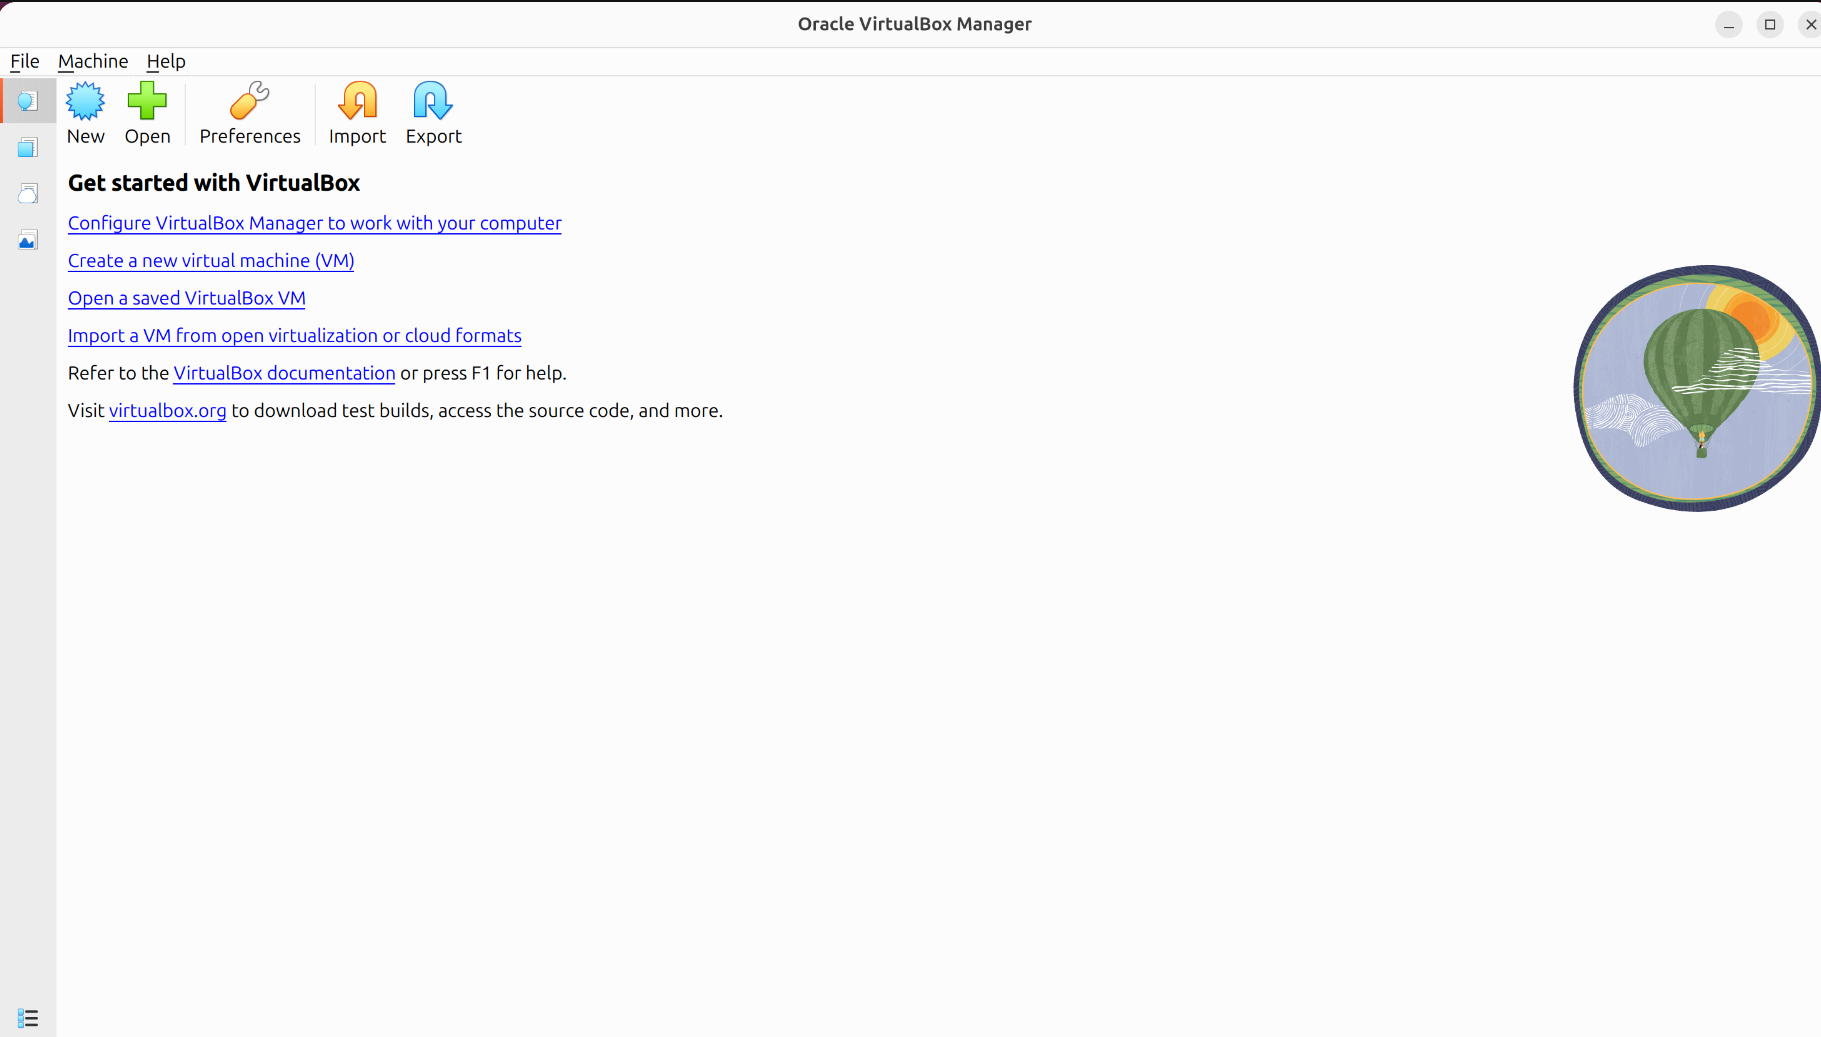 Oracle VirtualBox Manager
File Machine Help
New Open Preferences Import Export
Get started with VirtualBox
Configure VirtualBox Manager to work with your computer
Create a new virtual machine (VM)
Open a saved VirtualBox VM
Import a VM from open virtualization or cloud formats
Refer to the VirtualBox documentation or press F1 for help.
Visit virtualbox.org to download test builds, access the source code, and more.